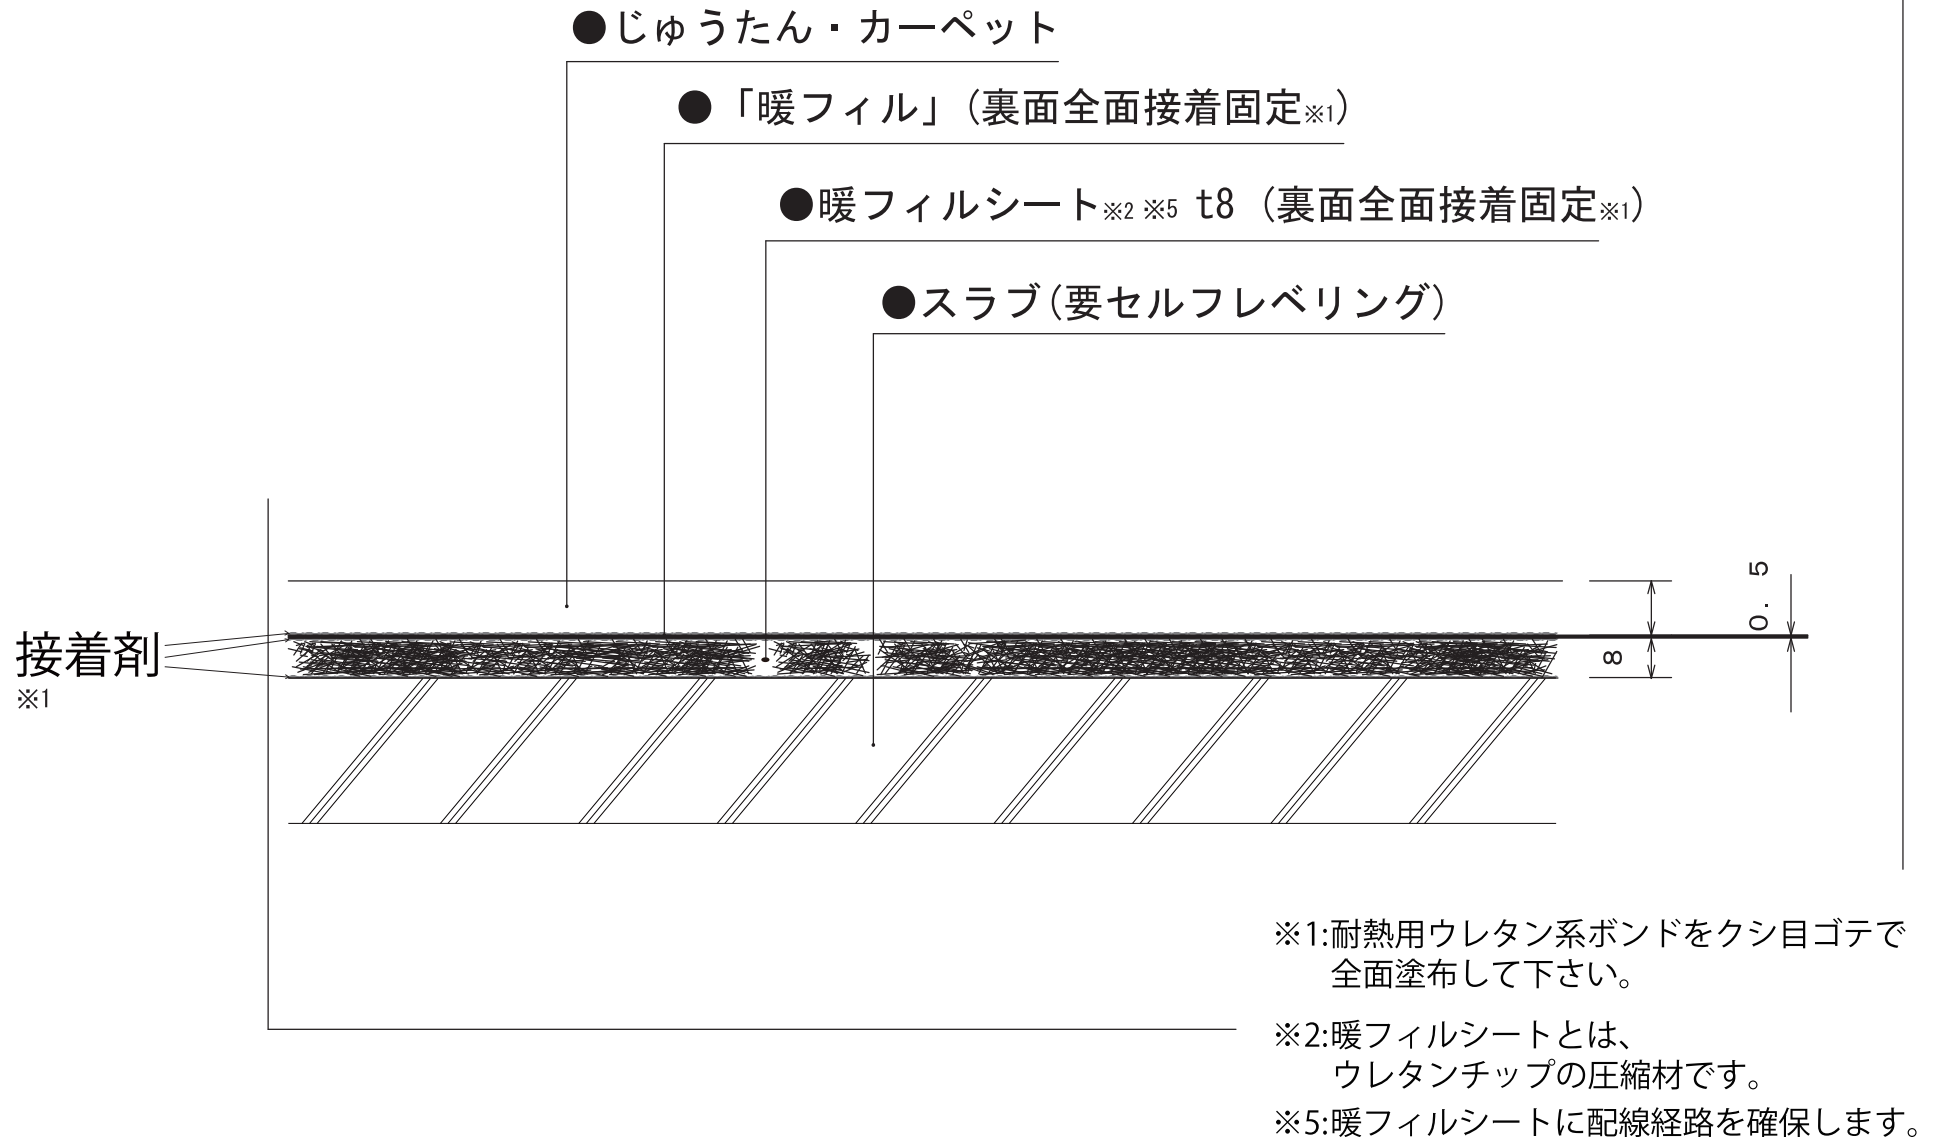 ●じゅうたん・カーペット
●「暖フィル」(裏面全面接着固定※1)
●暖フィルシート※2 ※5 t8 (裏面全面接着固定※1)
●スラブ(要セルフレベリング)
0.5
8
接着剤
※1
※1:耐熱用ウレタン系ボンドをクシ目ゴテで
全面塗布して下さい。
※2:暖フィルシートとは、
ウレタンチップの圧縮材です。
※5:暖フィルシートに配線経路を確保します。